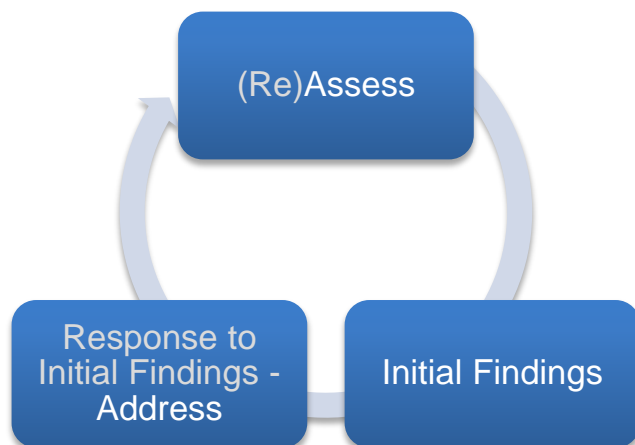 (Re)Assess
Response to
Initial Findings -
Address
Initial Findings